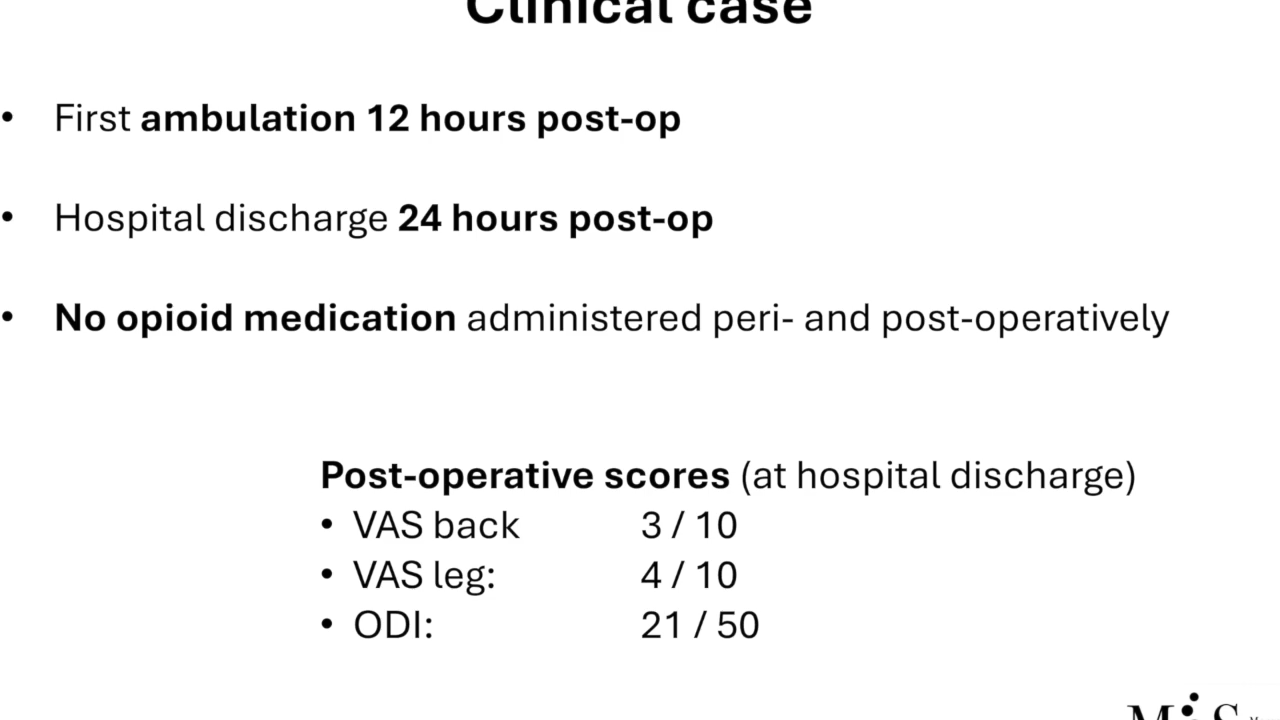 Clinical case
• First ambulation 12 hours post-op
• Hospital discharge 24 hours post-op
• No opioid medication administered peri- and post-operatively
Post-operative scores (at hospital discharge)
• VAS back 3 / 10
• VAS leg: 4 / 10
• ODI: 21 / 50